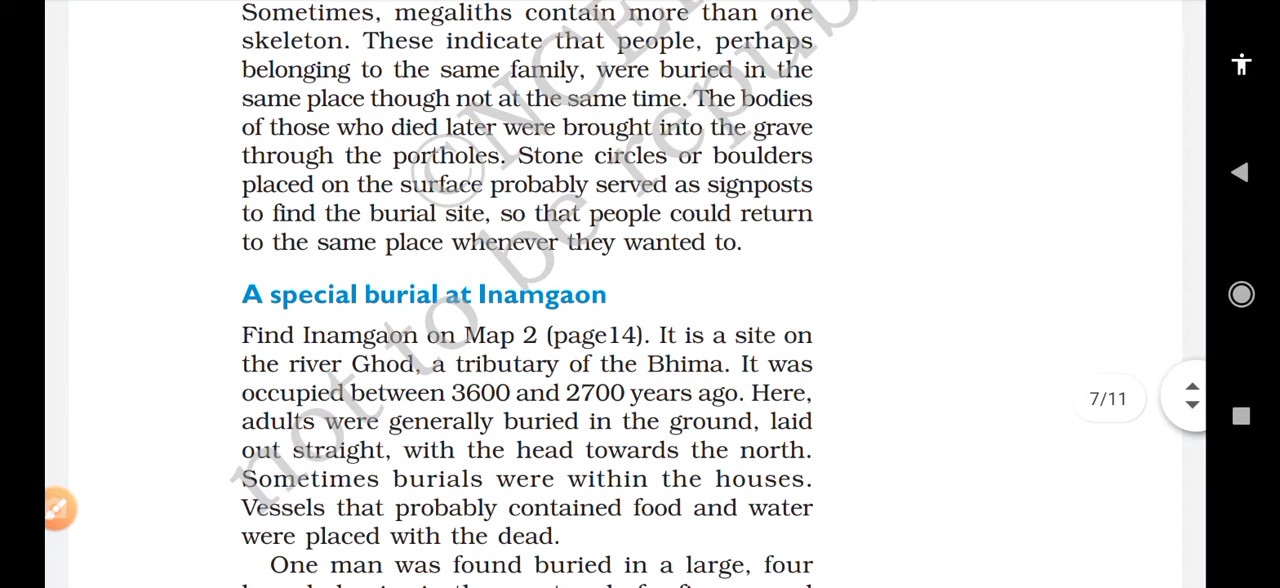 Sometimes, megaliths contain more than one
skeleton. These indicate that people, perhaps
belonging to the same family, were buried in the
same place though not at the same time. The bodies
of those who died later were brought into the grave
through the portholes. Stone circles or boulders
placed on the surface probably served as signposts
to find the burial site, so that people could return
to the same place whenever they wanted to.
A special burial at Inamgaon
Find Inamgaon on Map 2 (page14). It is a site on
the river Ghod, a tributary of the Bhima. It was
occupied between 3600 and 2700 years ago. Here,
adults were generally buried in the ground, laid
out straight, with the head towards the north.
Sometimes burials were within the houses.
Vessels that probably contained food and water
were placed with the dead.
One man was found buried in a large, four
7/11
©NCE
not to be repub